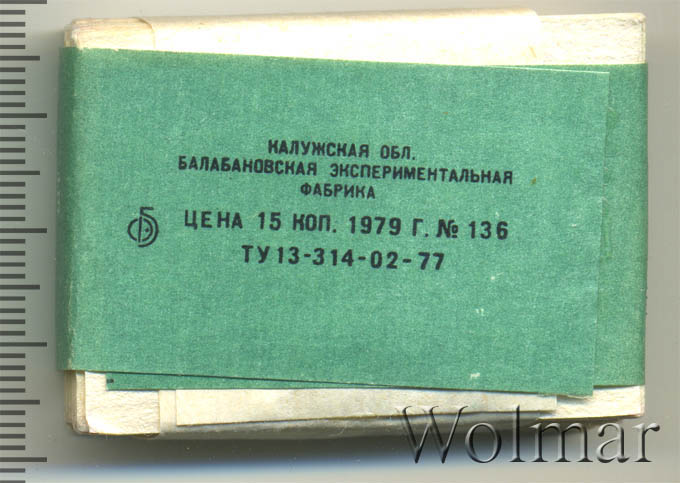 КАЛУЖСКАЯ ОБЛ.
БАЛАБАНОВСКАЯ ЭКСПЕРИМЕНТАЛЬНАЯ
ФАБРИКА
ЦЕНА 15 КОП. 1979 Г. № 136
ТУ13-314-02-77
Wolmar